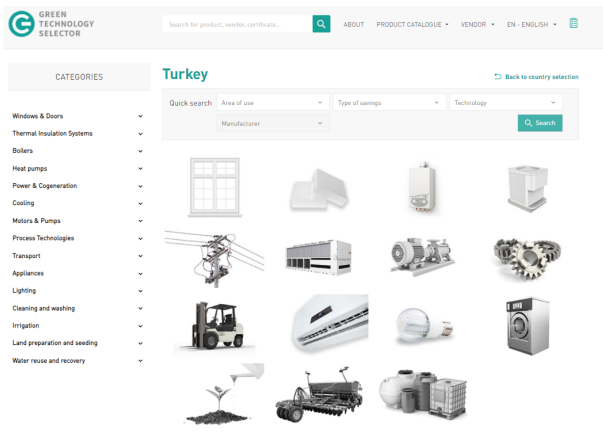 GREEN
TECHNOLOGY
SELECTOR
Search for product, vendor, certificate...
ABOUT
PRODUCT CATALOGUE
VENDOR
EN - ENGLISH
CATEGORIES
Turkey
Back to country selection
Quick search
Area of use
Type of savings
Technology
Manufacturer
Search
Windows & Doors
Thermal Insulation Systems
Boilers
Heat pumps
Power & Cogeneration
Cooling
Motors & Pumps
Process Technologies
Transport
Appliances
Lighting
Cleaning and washing
Irrigation
Land preparation and seeding
Water reuse and recovery